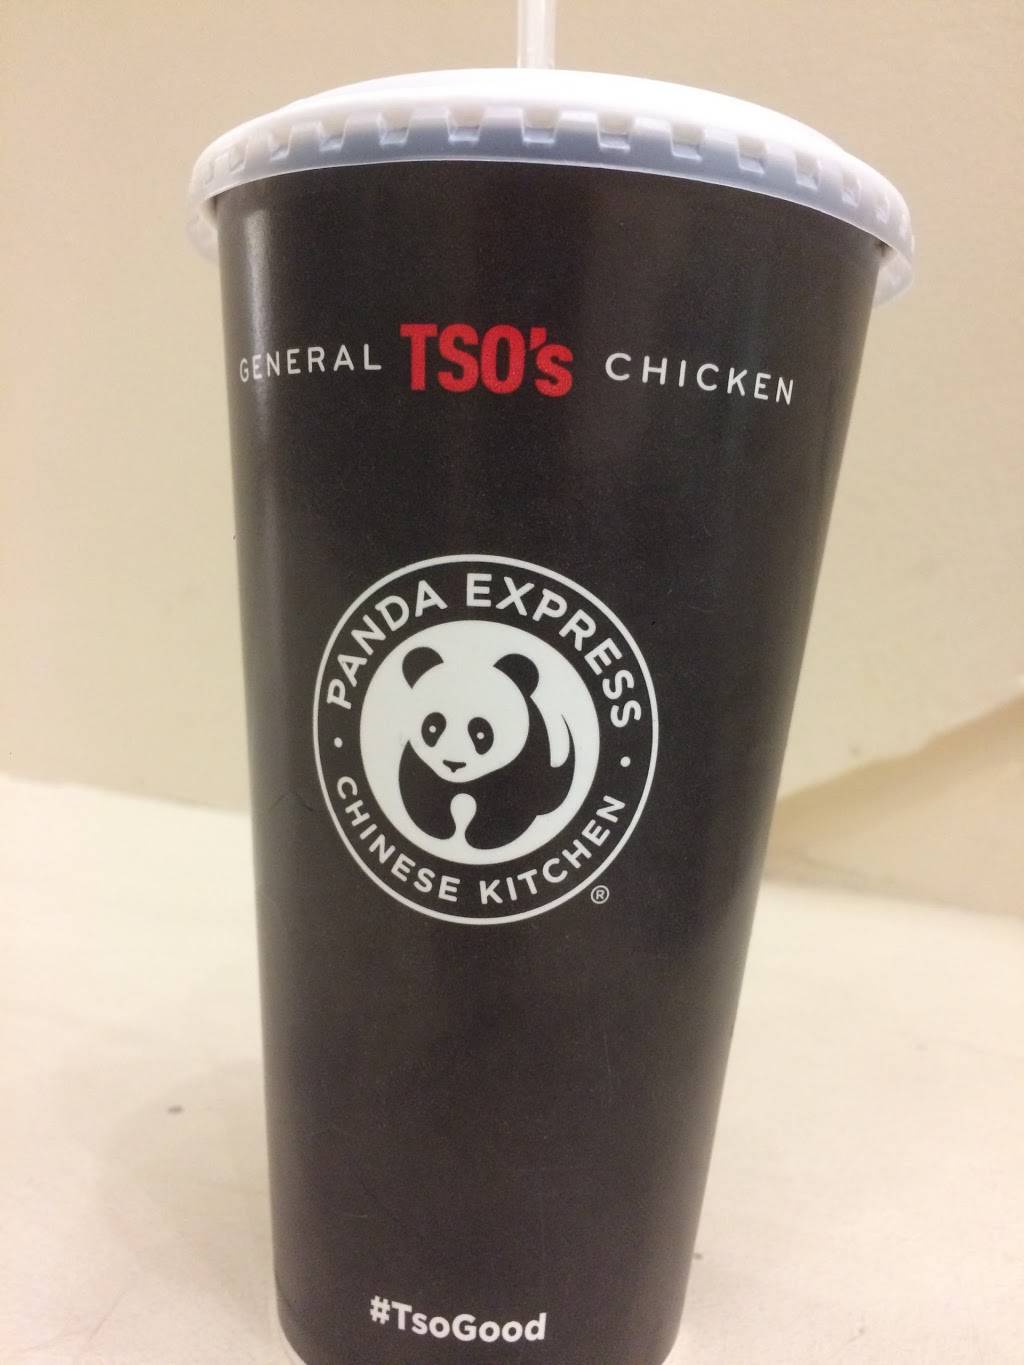 GENERAL TSO's CHICKEN
PANDA EXPRESS
CHINESE KITCHEN ®
#TsoGood